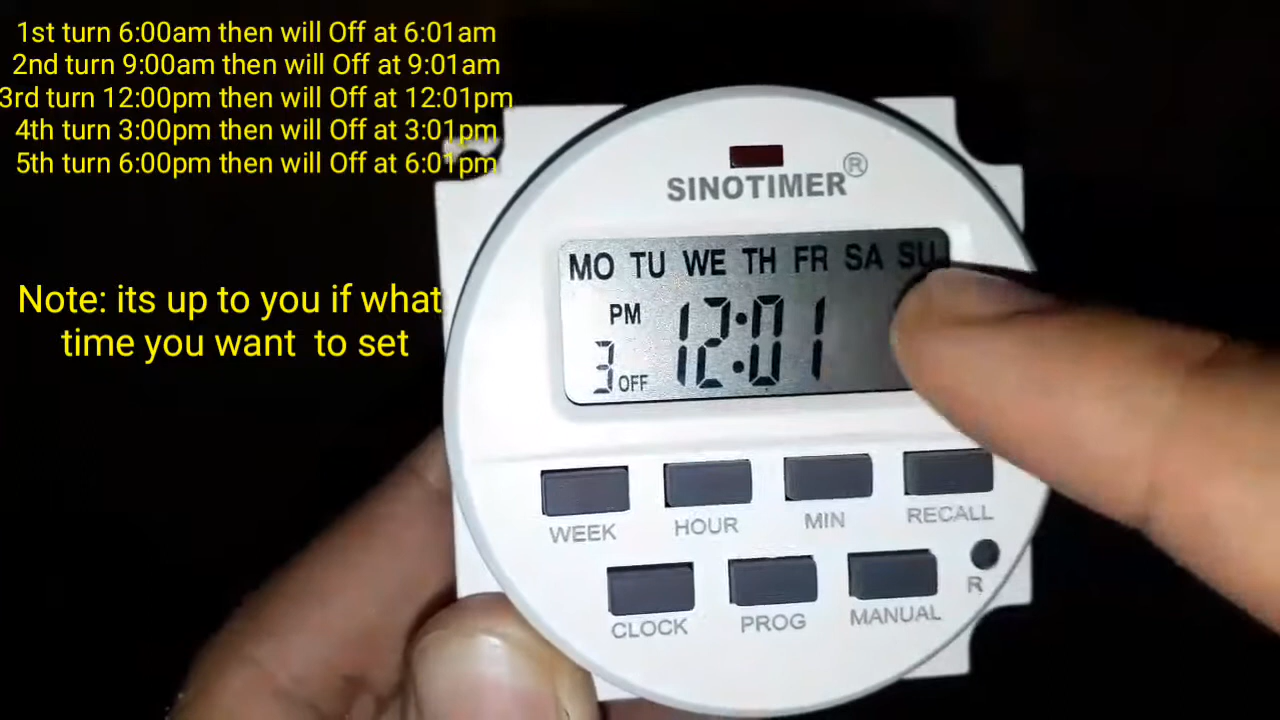 1st turn 6:00am then will Off at 6:01am
2nd turn 9:00am then will Off at 9:01am
3rd turn 12:00pm then will Off at 12:01pm
4th turn 3:00pm then will Off at 3:01pm
5th turn 6:00pm then will Off at 6:01pm
Note: its up to you if what
time you want to set
SINOTIMER®
MO TU WE TH FR SA SU
PM 12:01
3 OFF
WEEK HOUR MIN RECALL
CLOCK PROG MANUAL R